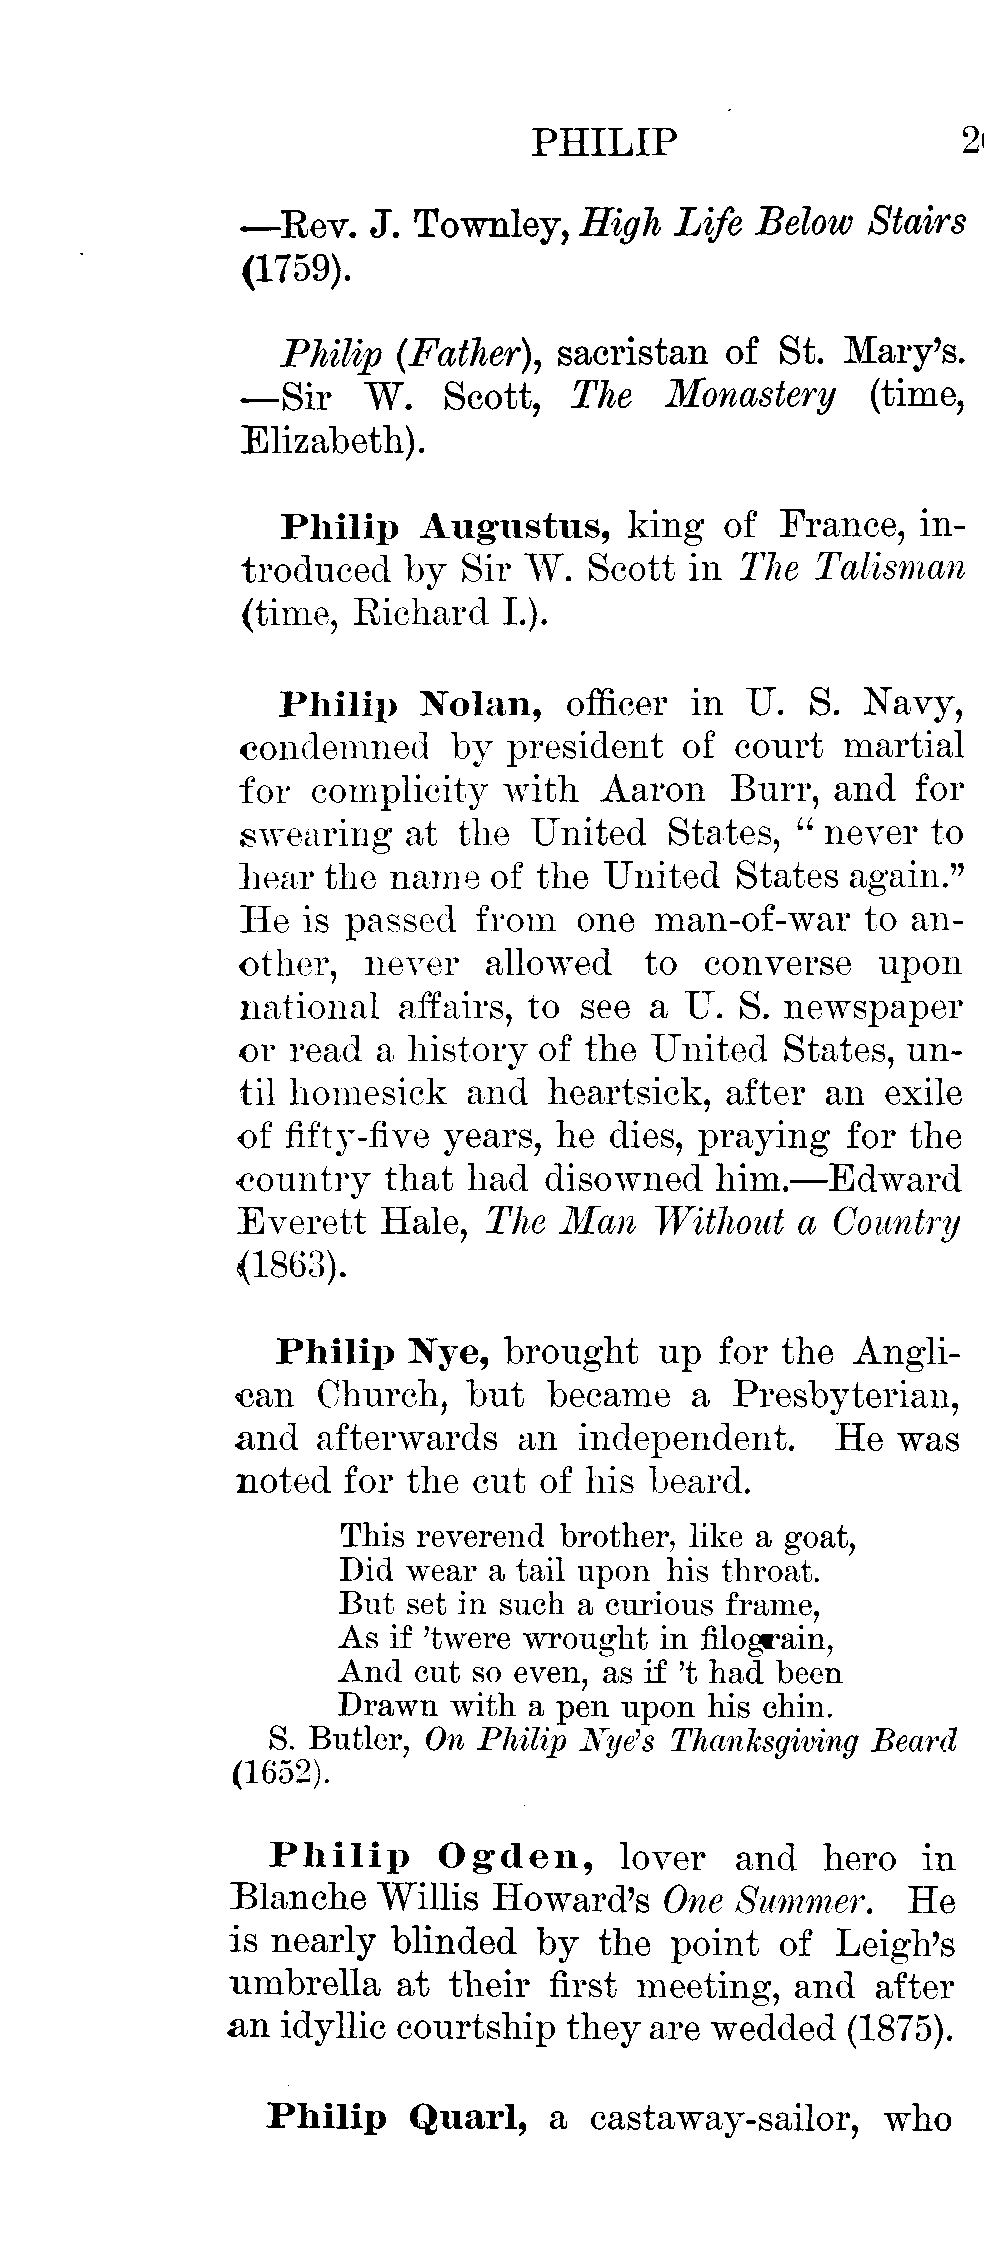 PHILIP
—Rev. J. Townley, High Life Below Stairs
(1759).
Philip (Father), sacristan of St. Mary's.
—Sir W. Scott, The Monastery (time,
Elizabeth).
Philip Augustus, king of France, in-
troduced by Sir W. Scott in The Talisman
(time, Richard I.).
Philip Nolan, officer in U. S. Navy,
condemned by president of court martial
for complicity with Aaron Burr, and for
swearing at the United States, “ never to
hear the name of the United States again.”
He is passed from one man-of-war to an-
other, never allowed to converse upon
national affairs, to see a U. S. newspaper
or read a history of the United States, un-
til homesick and heartsick, after an exile
of fifty-five years, he dies, praying for the
country that had disowned him.—Edward
Everett Hale, The Man Without a Country
(1863).
Philip Nye, brought up for the Angli-
can Church, but became a Presbyterian,
and afterwards an independent. He was
noted for the cut of his beard.
This reverend brother, like a goat,
Did wear a tail upon his throat.
But set in such a curious frame,
As if 'twere wrought in filograin,
And cut so even, as if 't had been
Drawn with a pen upon his chin.
S. Butler, On Philip Nye's Thanksgiving Beard
(1652).
Philip Ogden, lover and hero in
Blanche Willis Howard's One Summer. He
is nearly blinded by the point of Leigh's
umbrella at their first meeting, and after
an idyllic courtship they are wedded (1875).
Philip Quarl, a castaway-sailor, who